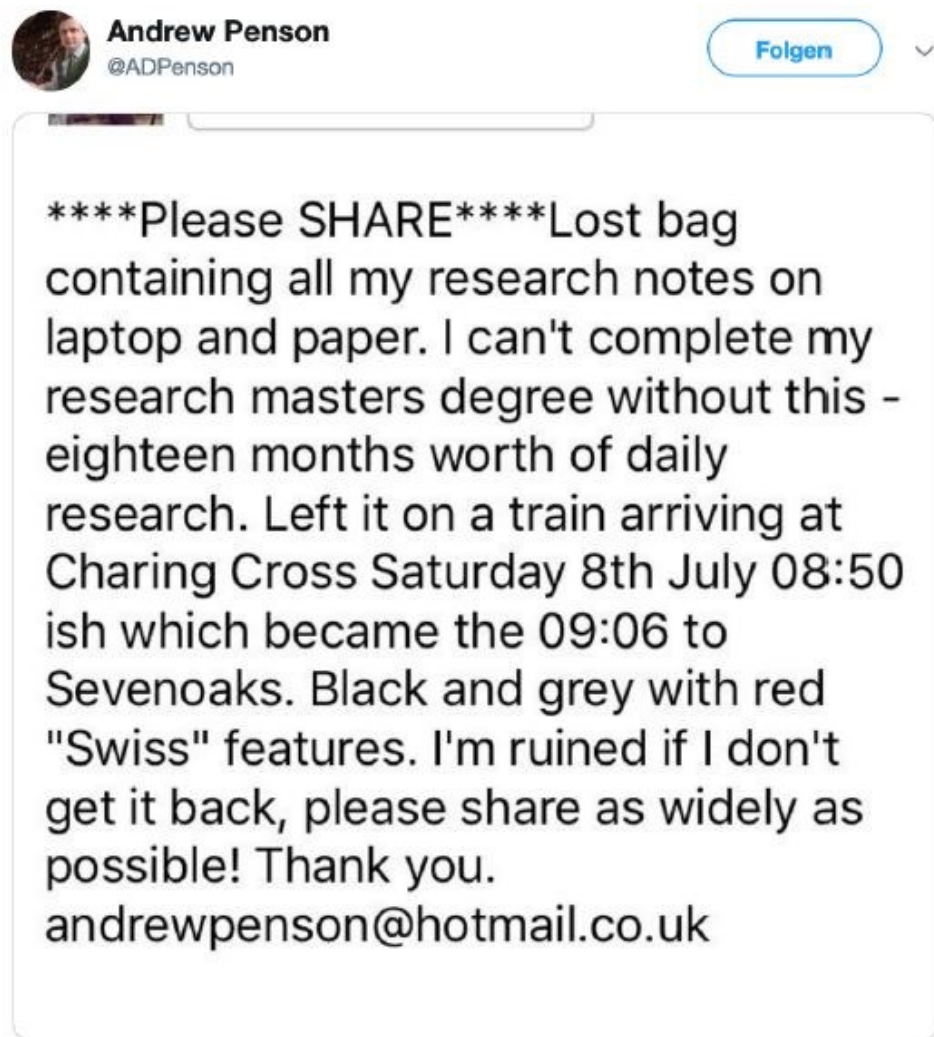 Andrew Penson
@ADPenson
Folgen
****Please SHARE****Lost bag
containing all my research notes on
laptop and paper. I can't complete my
research masters degree without this -
eighteen months worth of daily
research. Left it on a train arriving at
Charing Cross Saturday 8th July 08:50
ish which became the 09:06 to
Sevenoaks. Black and grey with red
"Swiss" features. I'm ruined if I don't
get it back, please share as widely as
possible! Thank you.
andrewpenson@hotmail.co.uk